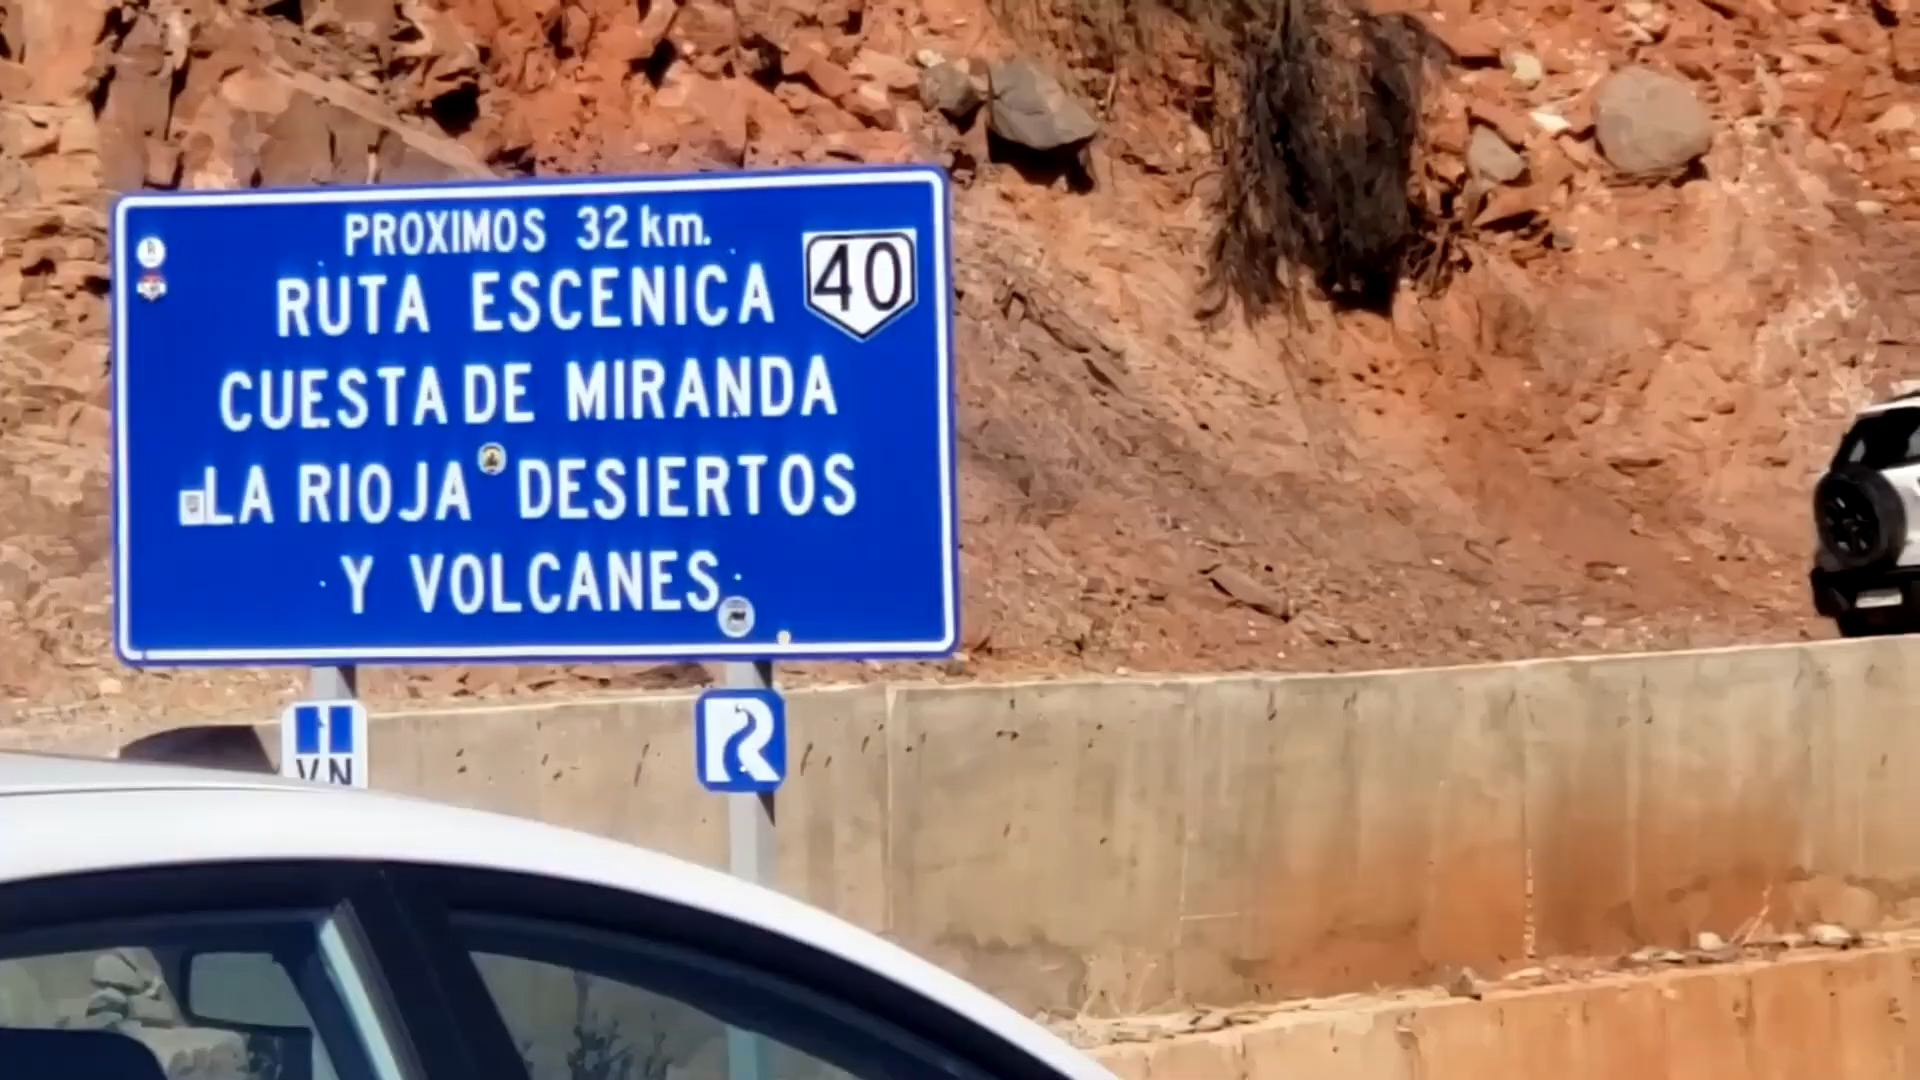 PROXIMOS 32 km.
RUTA ESCENICA
40
CUESTA DE MIRANDA
LA RIOJA DESIERTOS
Y VOLCANES
VN
R